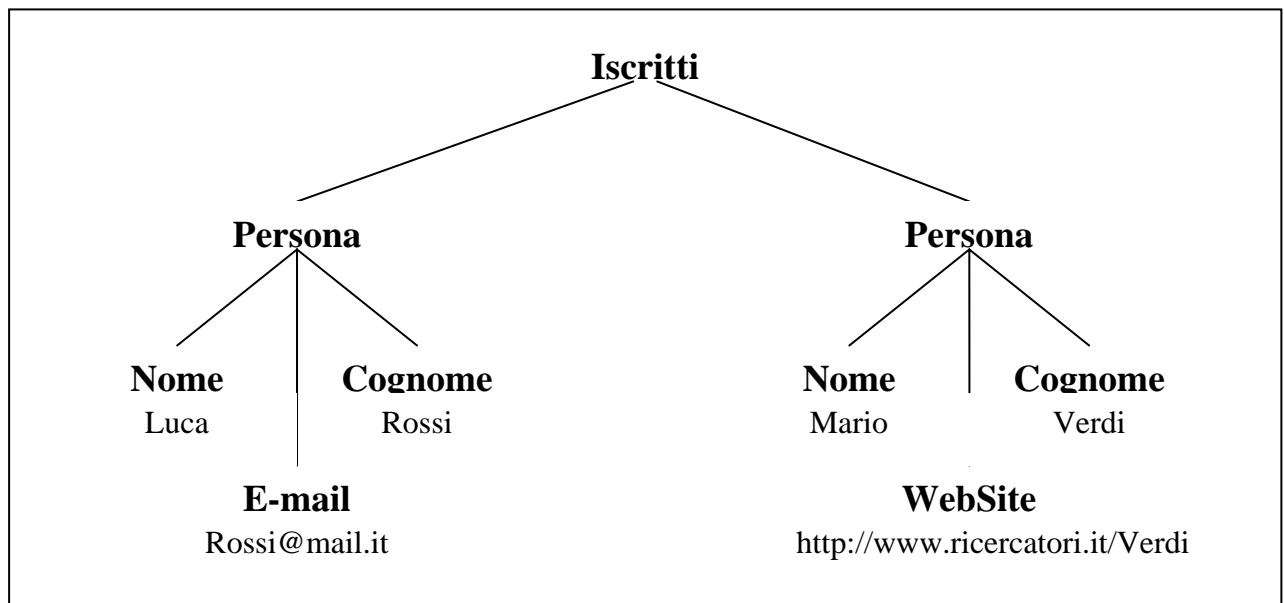 Iscritti
Persona Persona
Nome Cognome Nome Cognome
Luca Rossi Mario Verdi
E-mail WebSite
Rossi@mail.it http://www.ricercatori.it/Verdi